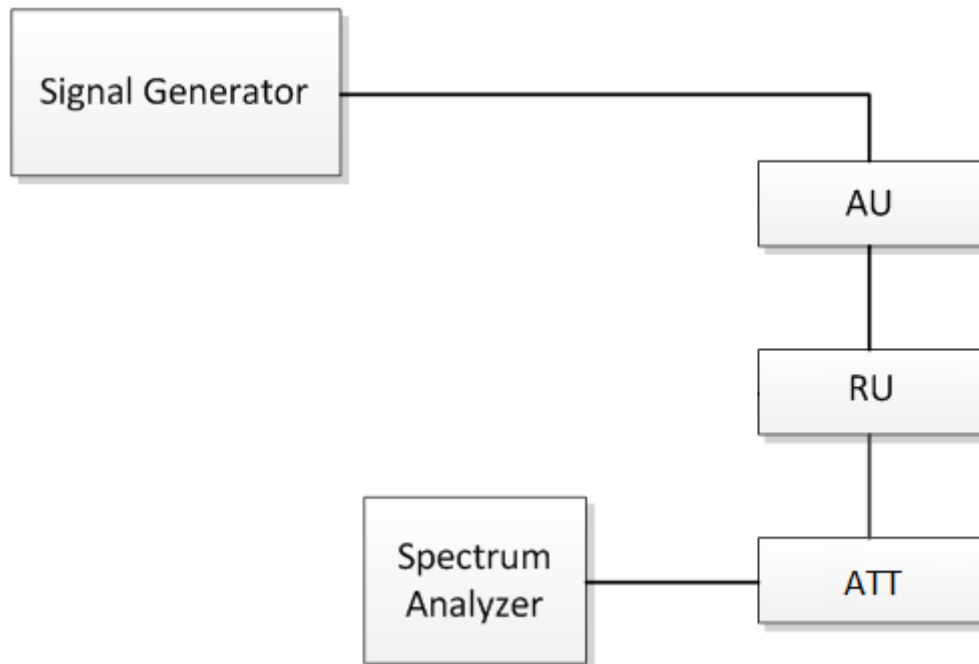 Signal Generator
AU
RU
Spectrum
Analyzer
ATT